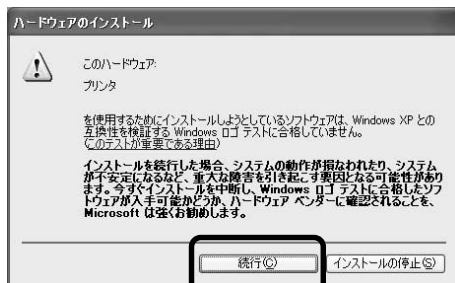 ハードウェアのインストール
このハードウェア:
プリンタ
を使用するためにインストールしようとしているソフトウェアは、Windows XP との
互換性を検証する Windows ロゴ テストに合格していません。
(このテストが重要である理由)
インストールを続行した場合、システムの動作が損なわれたり、システム
が不安定になるなど、重大な障害を引き起こす要因となる可能性があり
ます。今すぐインストールを中断し、Windows ロゴ テストに合格したソフ
トウェアが入手可能かどうか、ハードウェア ベンダーに確認されることを、
Microsoft は強くお勧めします。
続行(C) インストールの停止(S)